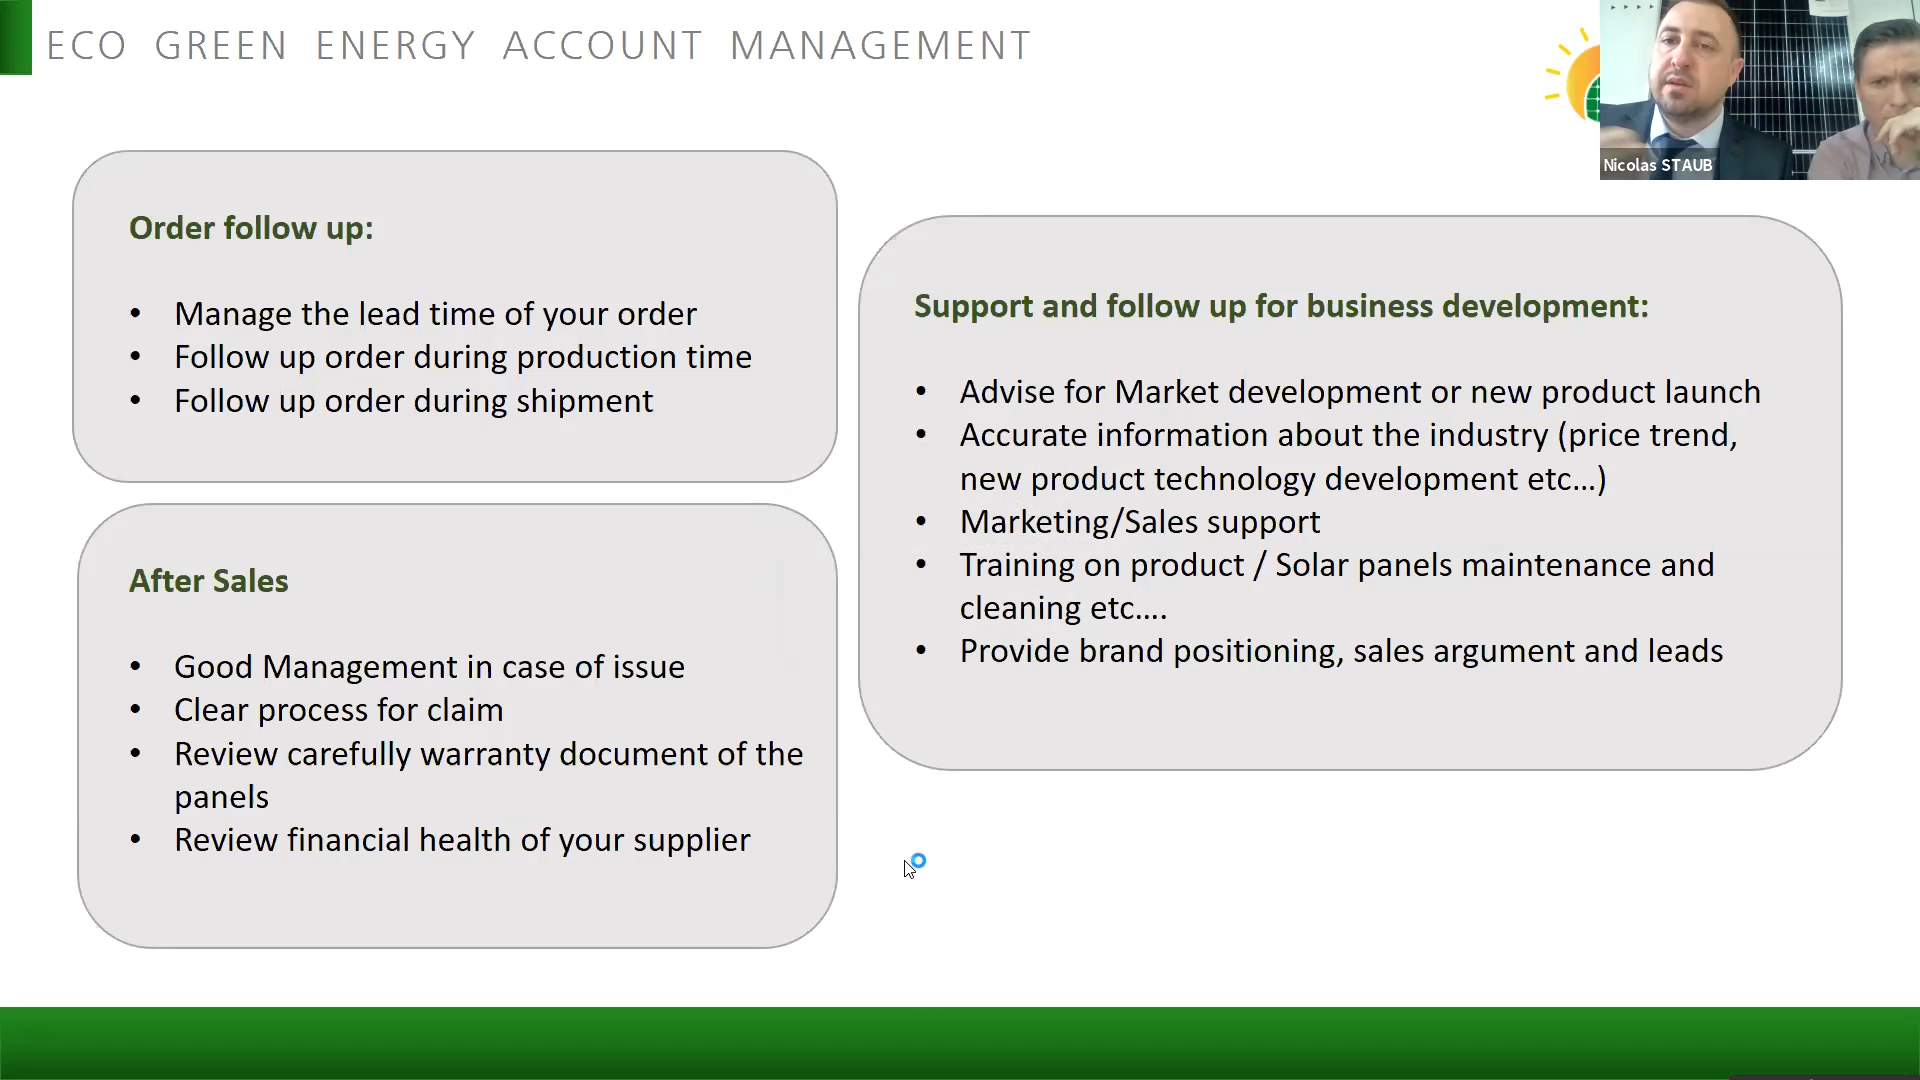 ECO GREEN ENERGY ACCOUNT MANAGEMENT
Nicolas STAUB
Order follow up:
• Manage the lead time of your order
• Follow up order during production time
• Follow up order during shipment
After Sales
• Good Management in case of issue
• Clear process for claim
• Review carefully warranty document of the
panels
• Review financial health of your supplier
Support and follow up for business development:
• Advise for Market development or new product launch
• Accurate information about the industry (price trend,
new product technology development etc...)
• Marketing/Sales support
• Training on product / Solar panels maintenance and
cleaning etc....
• Provide brand positioning, sales argument and leads